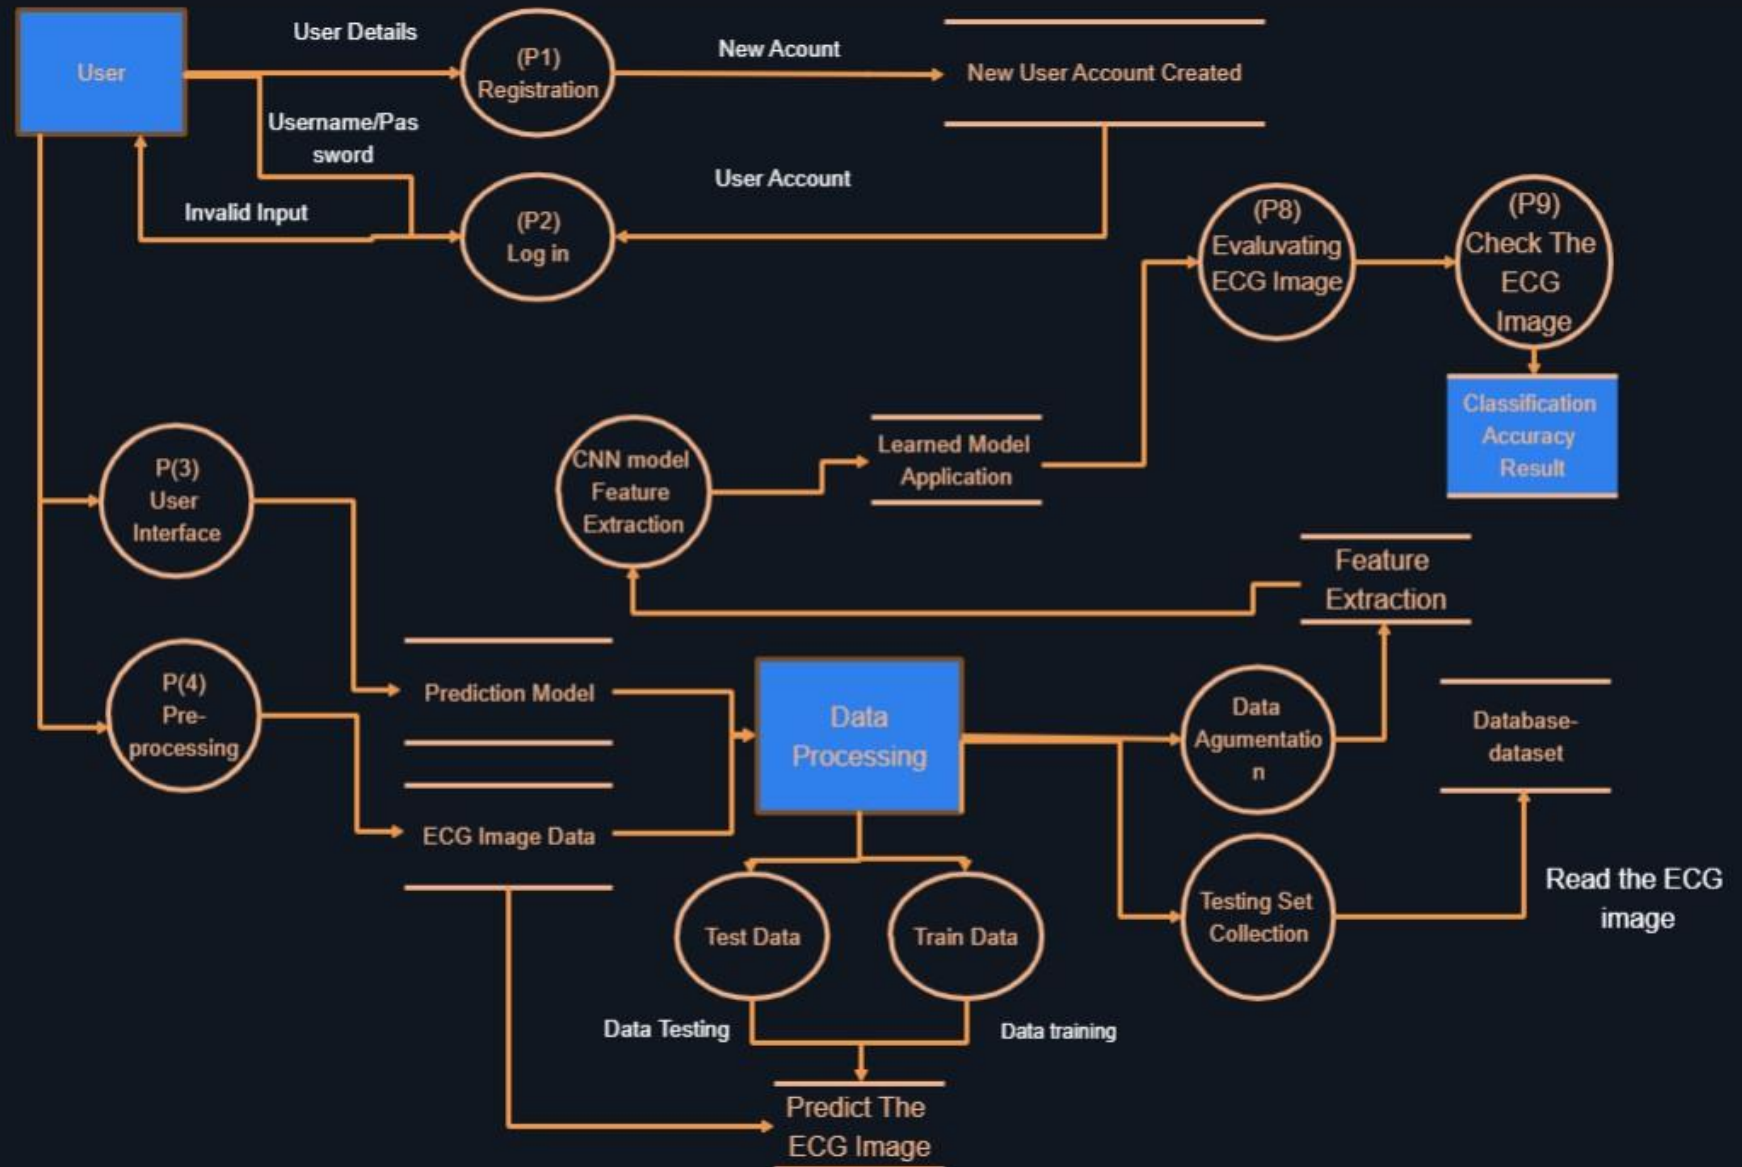 User
User Details
(P1)
Registration
New Acount
New User Account Created
Username/Pas
sword
Invalid Input
(P2)
Log in
User Account
(P8)
Evaluvating
ECG Image
(P9)
Check The
ECG
Image
Classification
Accuracy
Result
P(3)
User
Interface
CNN model
Feature
Extraction
Learned Model
Application
Feature
Extraction
P(4)
Pre-
processing
Prediction Model
ECG Image Data
Data
Processing
Data
Agumentatio
n
Database-
dataset
Testing Set
Collection
Read the ECG
image
Test Data
Train Data
Data Testing
Data training
Predict The
ECG Image